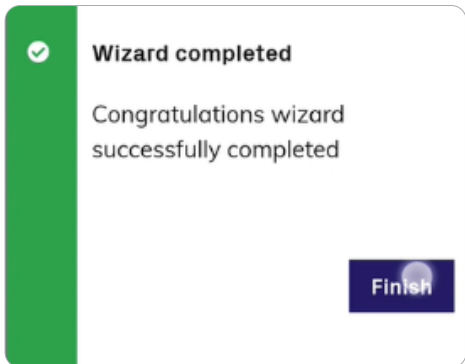 Wizard completed
Congratulations wizard
successfully completed
Finish